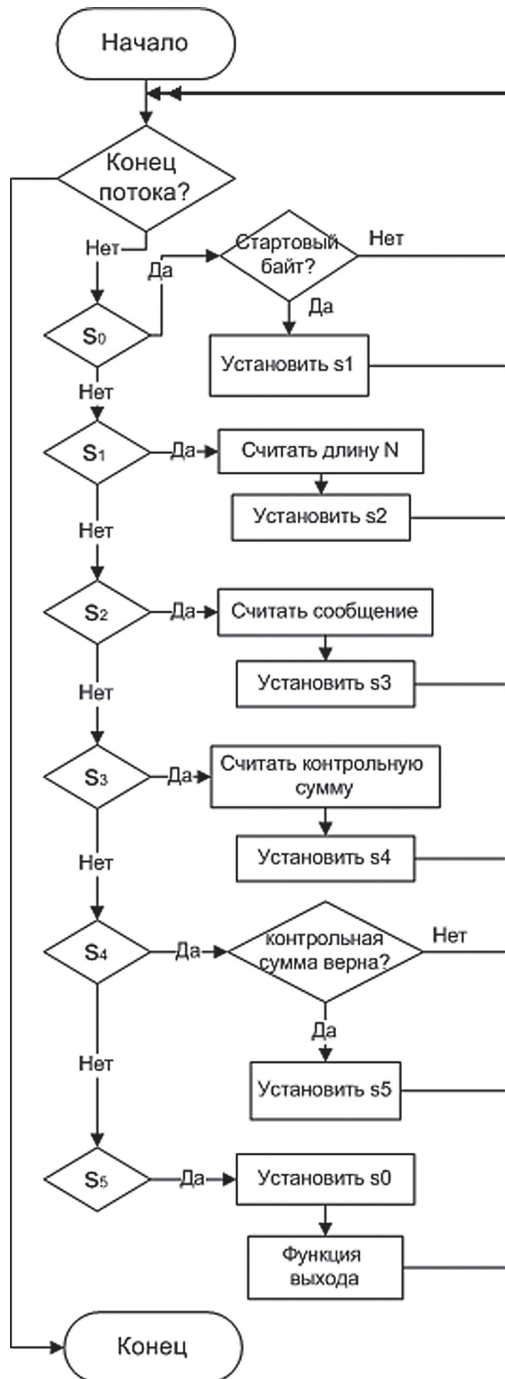 Начало
Конец
потока?
Нет
Да
Стартовый
байт?
Нет
Да
S0
Установить s1
Нет
S1
Да
Считать длину N
Установить s2
Нет
S2
Да
Считать сообщение
Установить s3
Нет
S3
Да
Считать контрольную
сумму
Установить s4
Нет
S4
Да
контрольная
сумма верна?
Нет
Да
Установить s5
Нет
S5
Да
Установить s0
Функция
выхода
Конец